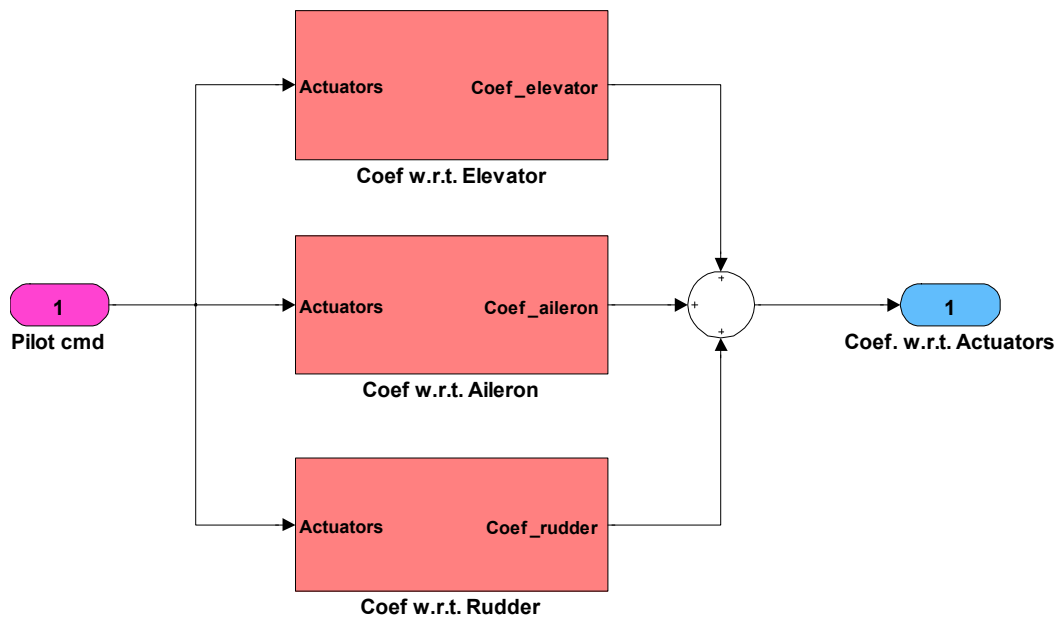 Actuators
Coef_elevator
Coef w.r.t. Elevator
+
1
Pilot cmd
Actuators
Coef_aileron
Coef w.r.t. Aileron
+
+
1
Coef. w.r.t. Actuators
Actuators
Coef_rudder
Coef w.r.t. Rudder